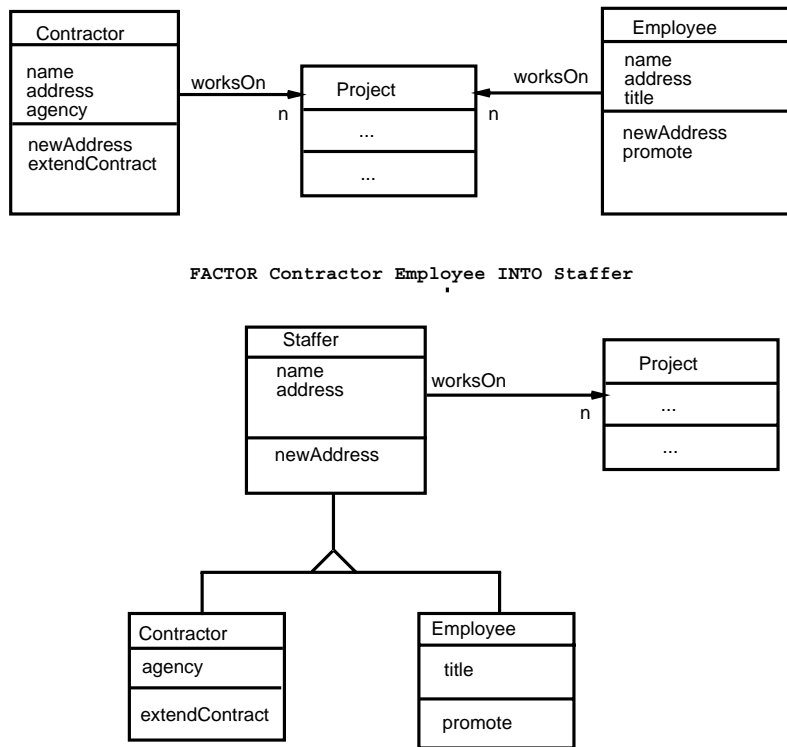 Contractor
name
address
agency
newAddress
extendContract
worksOn
n
Project
...
...
worksOn
n
Employee
name
address
title
newAddress
promote
FACTOR Contractor Employee INTO Staffer
Staffer
name
address
newAddress
worksOn
n
Project
...
...
Contractor
agency
extendContract
Employee
title
promote